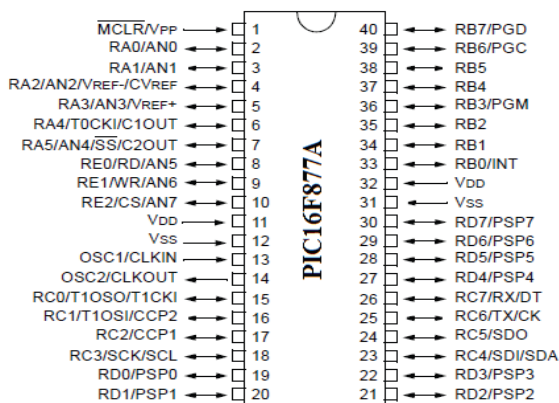 MCLR/VPP 1 40 RB7/PGD
RA0/AN0 2 39 RB6/PGC
RA1/AN1 3 38 RB5
RA2/AN2/VREF-/CVREF 4 37 RB4
RA3/AN3/VREF+ 5 36 RB3/PGM
RA4/T0CKI/C1OUT 6 35 RB2
RA5/AN4/SS/C2OUT 7 34 RB1
RE0/RD/AN5 8 33 RB0/INT
RE1/WR/AN6 9 32 VDD
RE2/CS/AN7 10 31 VSS
VDD 11 30 RD7/PSP7
VSS 12 29 RD6/PSP6
OSC1/CLKIN 13 28 RD5/PSP5
OSC2/CLKOUT 14 27 RD4/PSP4
RC0/T1OSO/T1CKI 15 26 RC7/RX/DT
RC1/T1OSI/CCP2 16 25 RC6/TX/CK
RC2/CCP1 17 24 RC5/SDO
RC3/SCK/SCL 18 23 RC4/SDI/SDA
RD0/PSP0 19 22 RD3/PSP3
RD1/PSP1 20 21 RD2/PSP2
PIC16F877A